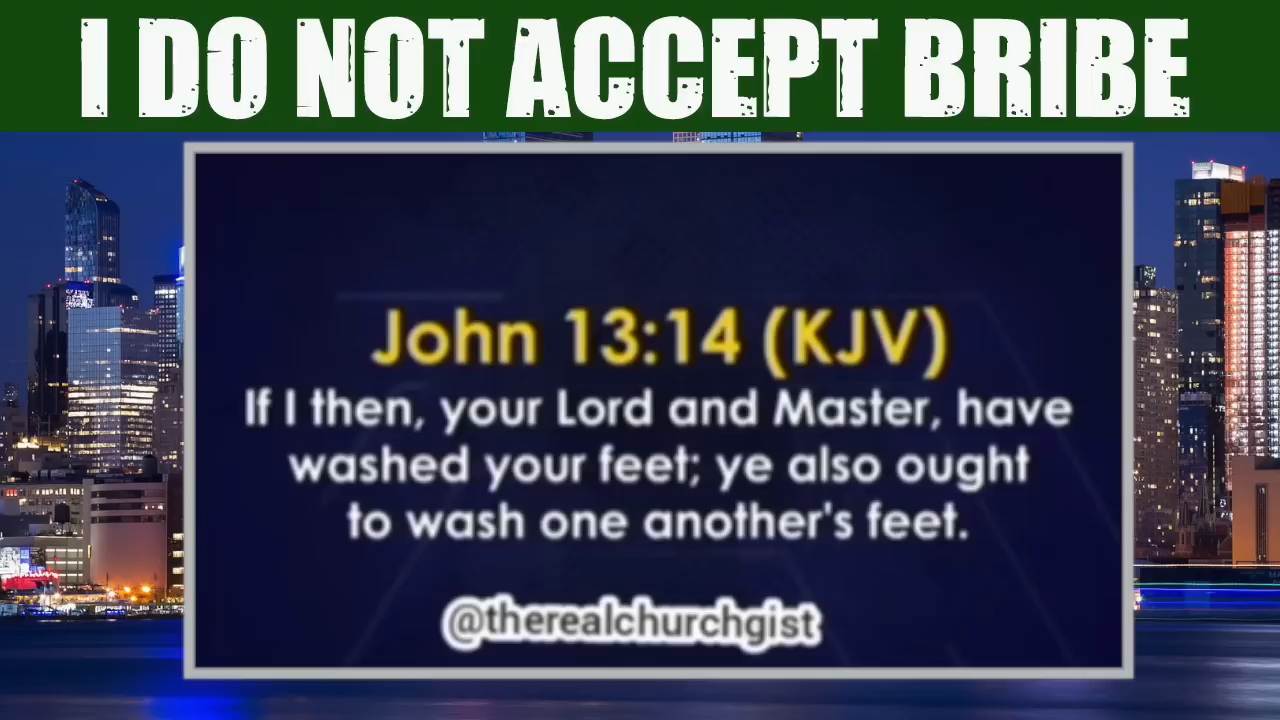 I DO NOT ACCEPT BRIBE
John 13:14 (KJV)
If I then, your Lord and Master, have
washed your feet; ye also ought
to wash one another's feet.
@therealchurchgist